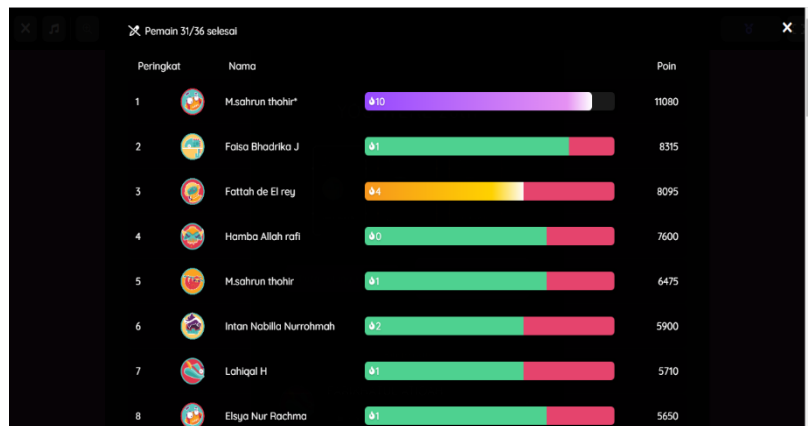 Pemain 31/36 selesai
Peringkat Nama Poin
1 M.sahrun thohir* 10 11080
2 Faisa Bhadrika J 1 8315
3 Fattah de El rey 4 8095
4 Hamba Allah rafi 0 7600
5 M.sahrun thohir 1 6475
6 Intan Nabilla Nurrohmah 2 5900
7 Lahiqal H 1 5710
8 Elsya Nur Rachma 1 5650